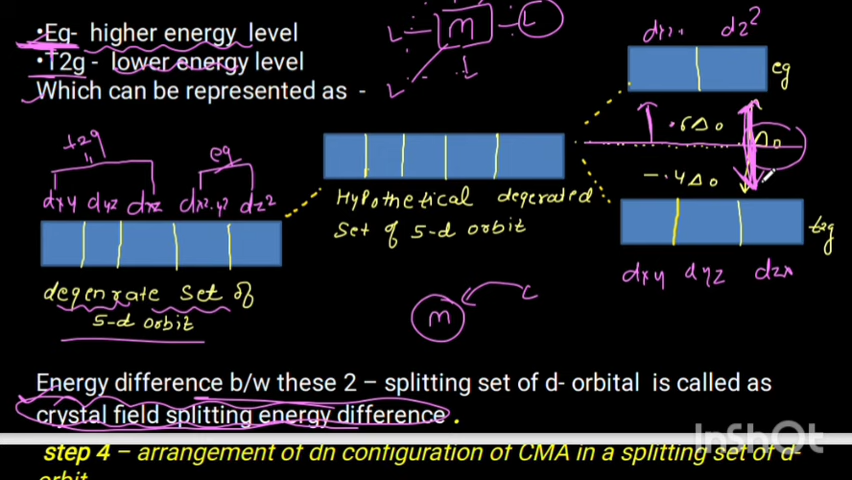 •Eg- higher energy level
•T2g - lower energy level
Which can be represented as -
L M L
L L
dz²
eg
.6Δo
Δo
-.4Δo
t2g
dxy dyz dzx
t2g eg
dxy dyz dxz dx²-y² dz²
Hypothetical degerated
set of 5-d orbit
degenrate set of
5-d orbit
M L
Energy difference b/w these 2 – splitting set of d- orbital is called as
crystal field splitting energy difference .
InShOt
step 4 – arrangement of dn configuration of CMA in a splitting set of d-
orbit